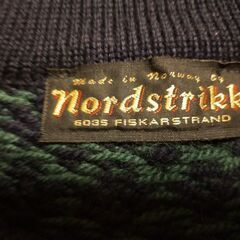 Made in Norway by
Nordstrikk
6035 FISKARSTRAND